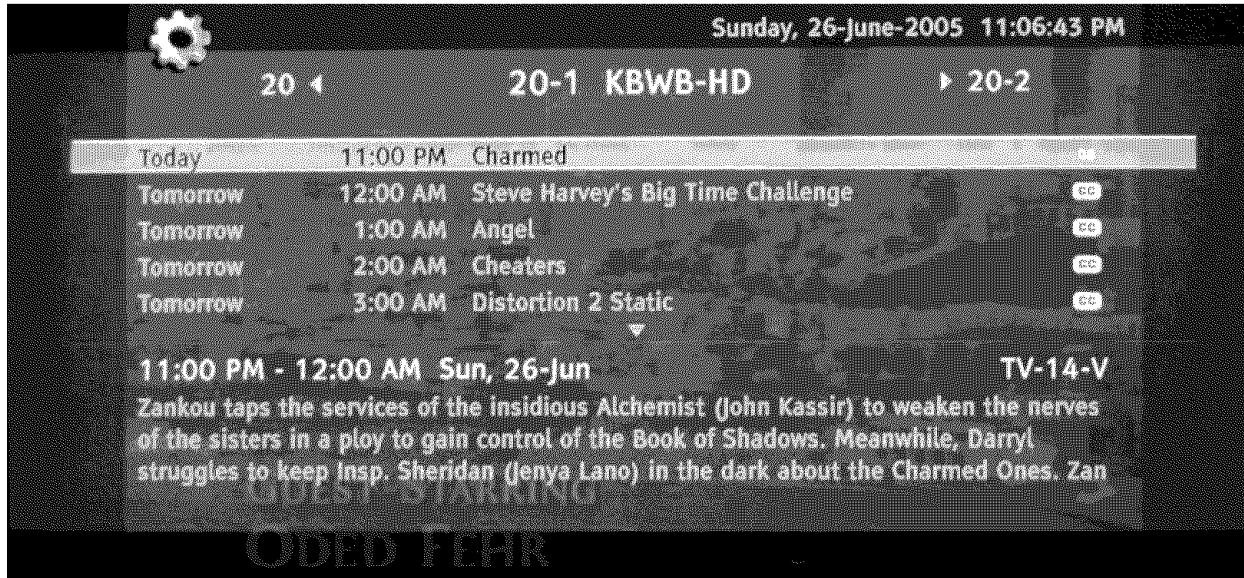 Sunday, 26-June-2005 11:06:43 PM
20 20-1 KBWB-HD 20-2
Today 11:00 PM Charmed CC
Tomorrow 12:00 AM Steve Harvey's Big Time Challenge CC
Tomorrow 1:00 AM Angel CC
Tomorrow 2:00 AM Cheaters CC
Tomorrow 3:00 AM Distortion 2 Static CC
11:00 PM - 12:00 AM Sun, 26-Jun TV-14-V
Zankou taps the services of the insidious Alchemist (John Kassir) to weaken the nerves
of the sisters in a ploy to gain control of the Book of Shadows. Meanwhile, Darryl
struggles to keep Insp. Sheridan (Jenya Lano) in the dark about the Charmed Ones. Zan
GUEST STARRING
ODED FEHR